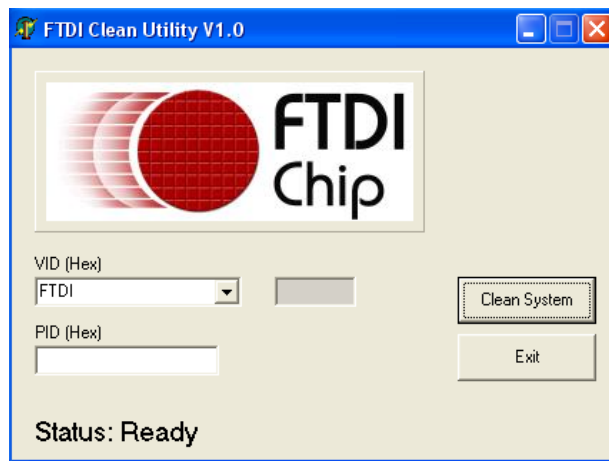 FTDI Clean Utility V1.0
FTDI
Chip
VID (Hex)
FTDI
Clean System
PID (Hex)
Exit
Status: Ready